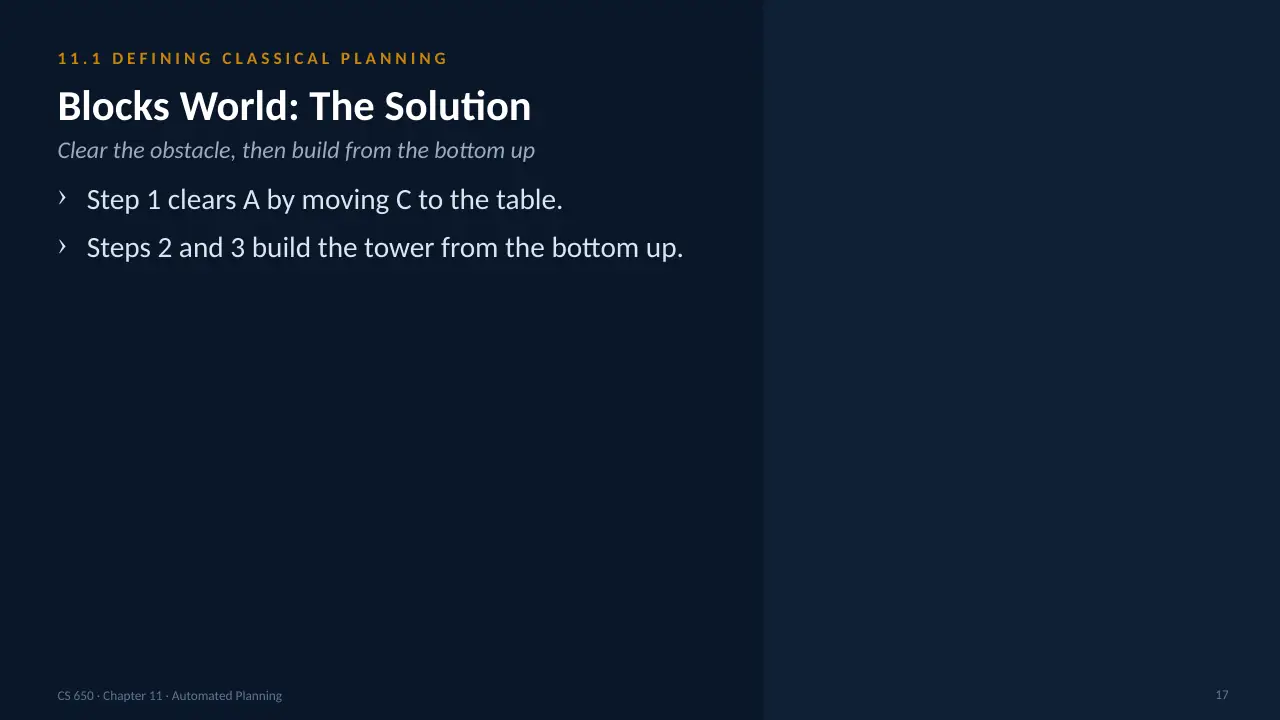 11.1 DEFINING CLASSICAL PLANNING
Blocks World: The Solution
Clear the obstacle, then build from the bottom up
› Step 1 clears A by moving C to the table.
› Steps 2 and 3 build the tower from the bottom up.
CS 650 · Chapter 11 · Automated Planning
17